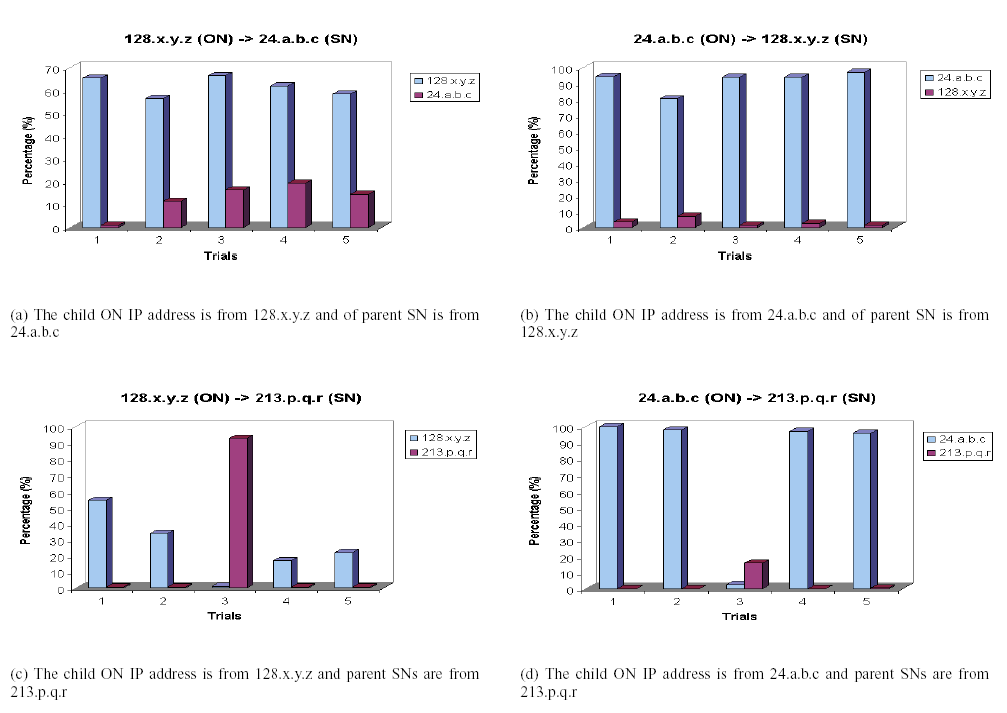 128.x.y.z (ON) -> 24.a.b.c (SN)
Percentage (%)
70
60
50
40
30
20
10
0
1 2 3 4 5
Trials
128.x.y.z
24.a.b.c
(a) The child ON IP address is from 128.x.y.z and of parent SN is from
24.a.b.c
24.a.b.c (ON) -> 128.x.y.z (SN)
Percentage (%)
100
90
80
70
60
50
40
30
20
10
0
1 2 3 4 5
Trials
24.a.b.c
128.x.y.z
(b) The child ON IP address is from 24.a.b.c and of parent SN is from
128.x.y.z
128.x.y.z (ON) -> 213.p.q.r (SN)
Percentage (%)
100
90
80
70
60
50
40
30
20
10
0
1 2 3 4 5
Trials
128.x.y.z
213.p.q.r
(c) The child ON IP address is from 128.x.y.z and parent SNs are from
213.p.q.r
24.a.b.c (ON) -> 213.p.q.r (SN)
Percentage (%)
100
90
80
70
60
50
40
30
20
10
0
1 2 3 4 5
Trials
24.a.b.c
213.p.q.r
(d) The child ON IP address is from 24.a.b.c and parent SNs are from
213.p.q.r